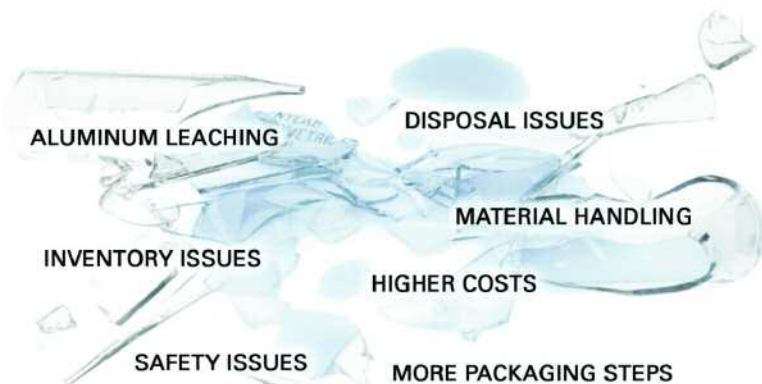 ALUMINUM LEACHING
DISPOSAL ISSUES
MATERIAL HANDLING
INVENTORY ISSUES
HIGHER COSTS
SAFETY ISSUES
MORE PACKAGING STEPS